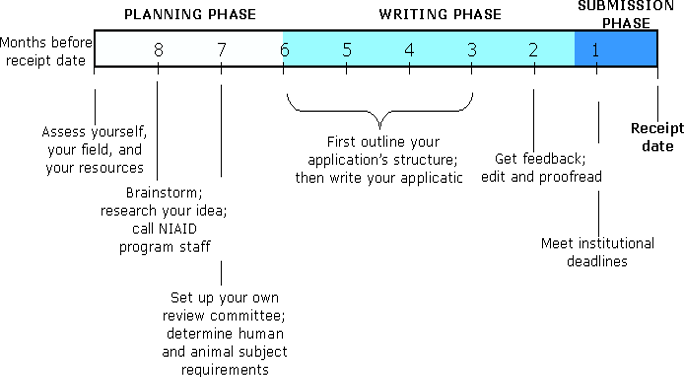 PLANNING PHASE
WRITING PHASE
SUBMISSION
PHASE
Months before
receipt date
8 7 6 5 4 3 2 1
Assess yourself,
your field, and
your resources
Brainstorm;
research your idea;
call NIAID
program staff
Set up your own
review committee;
determine human
and animal subject
requirements
First outline your
application's structure;
then write your applicatic
Get feedback;
edit and proofread
Meet institutional
deadlines
Receipt
date